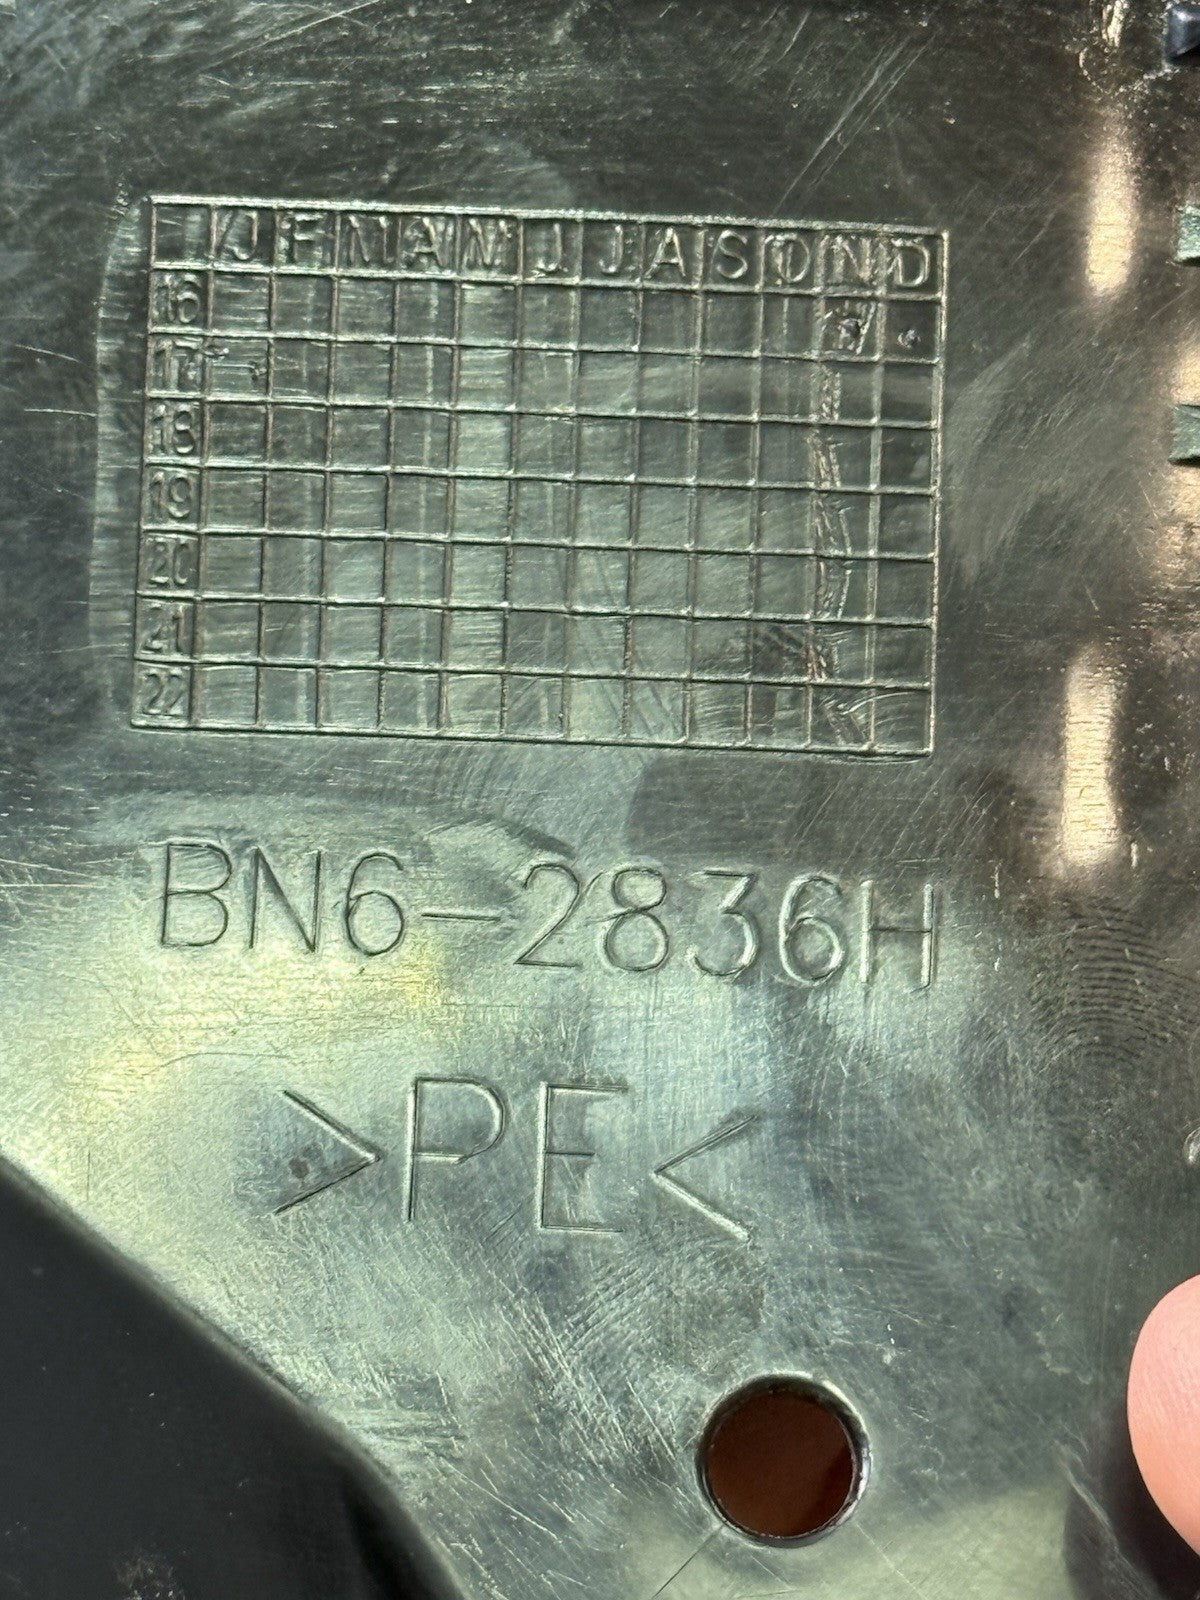 J F M A M J J A S O N D
16
17
18
19
20
21
22
BN6-2836H
>PE<